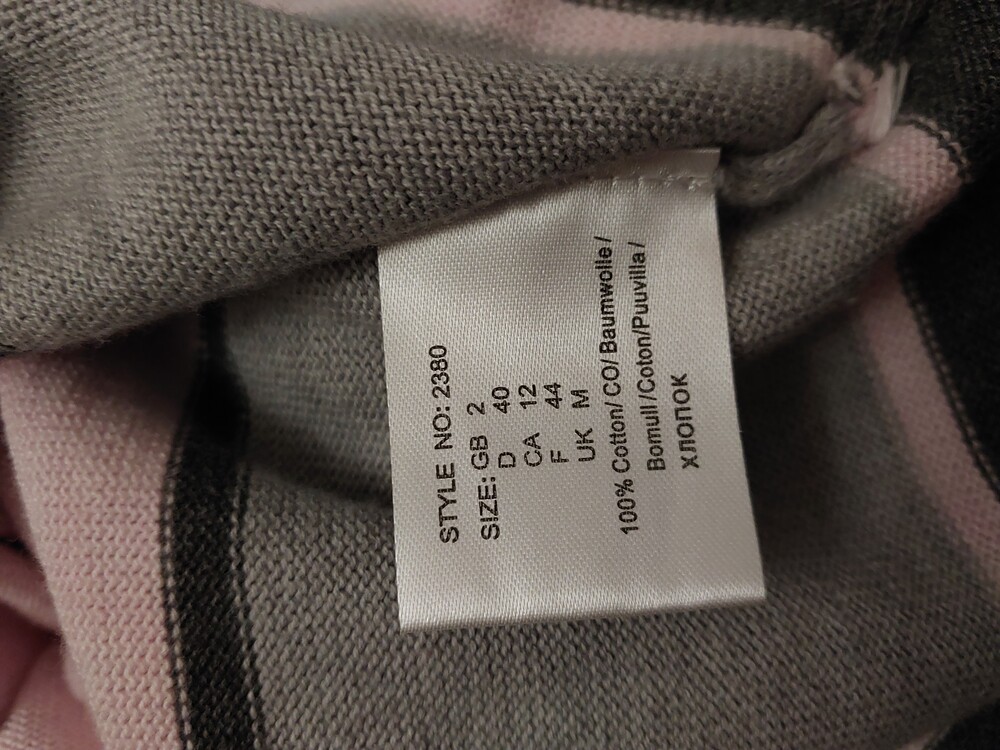 STYLE NO: 2380
SIZE: GB 2
D 40
CA 12
F 44
UK M
100% Cotton/ CO/ Baumwolle/
Bomull/Coton/Puuvilla/
ХЛОПОК